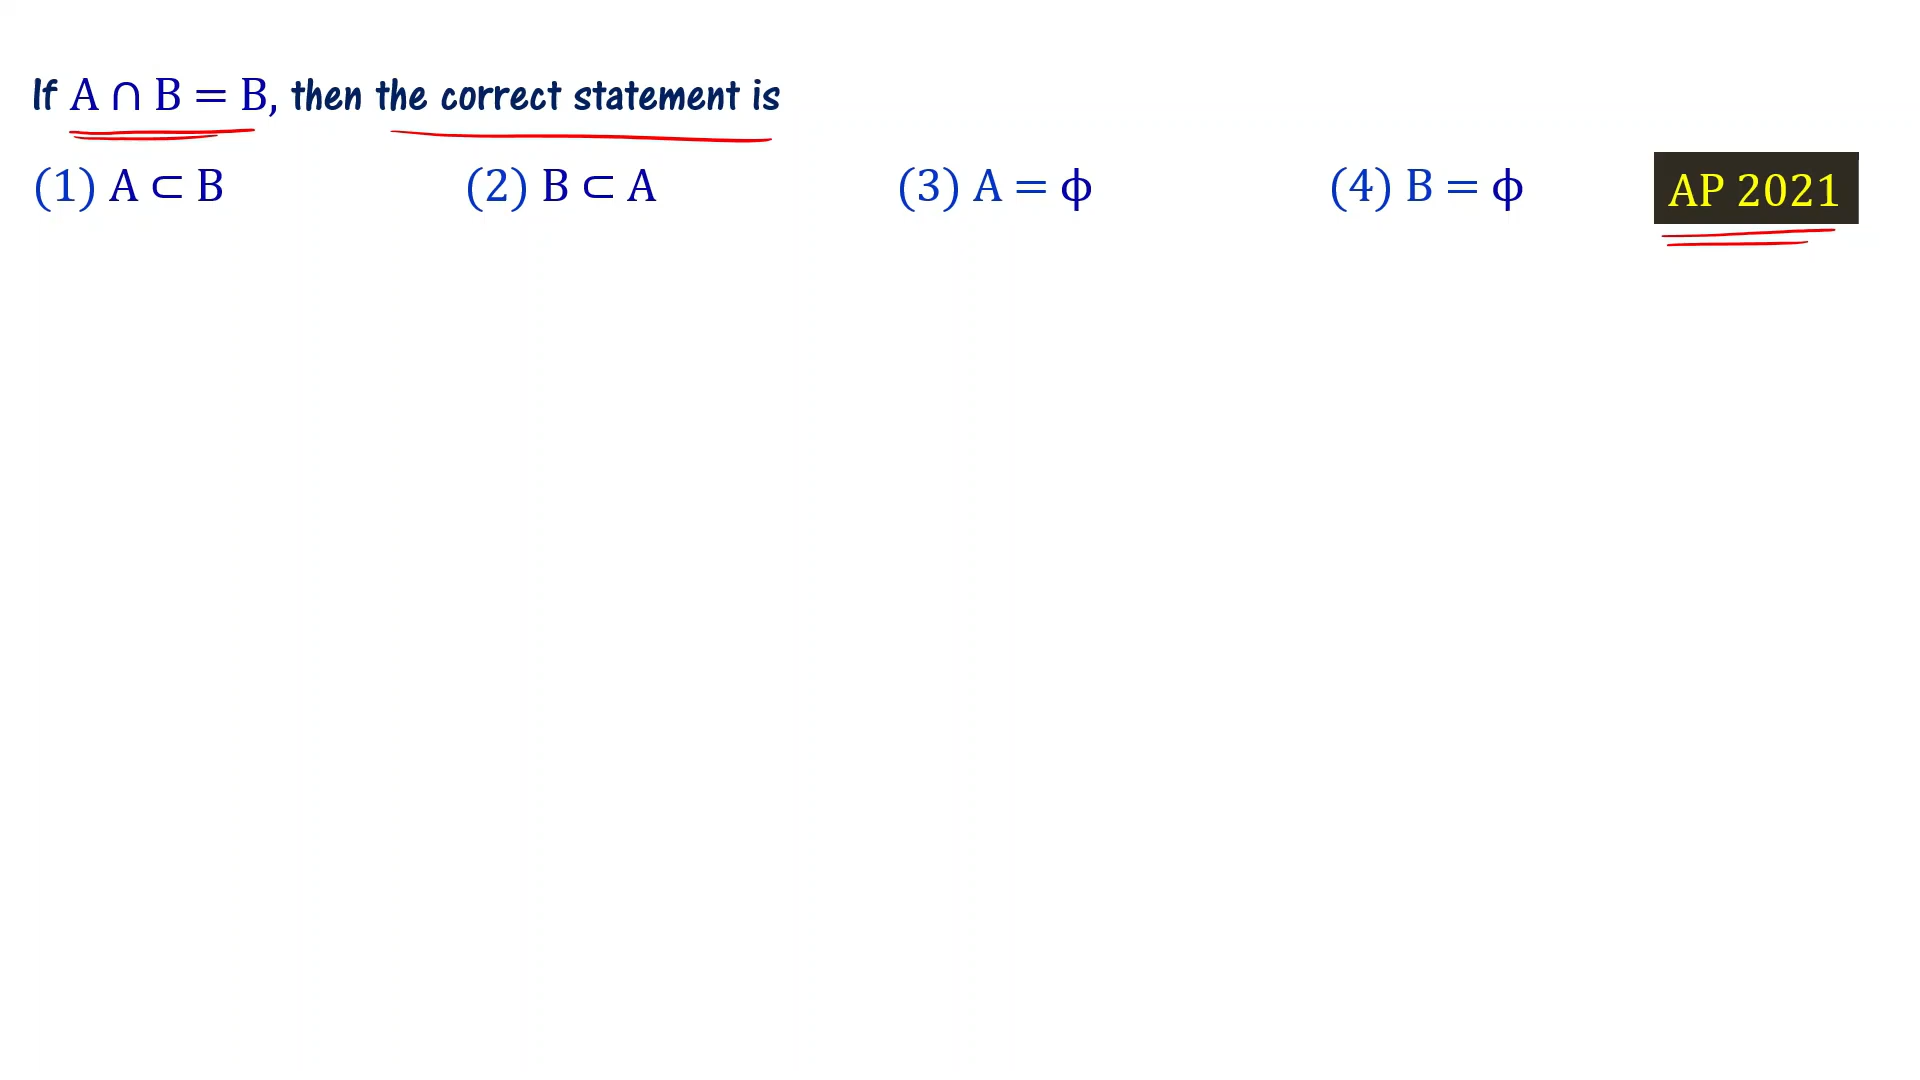 If A ∩ B = B, then the correct statement is
(1) A ⊂ B (2) B ⊂ A (3) A = ϕ (4) B = ϕ AP 2021